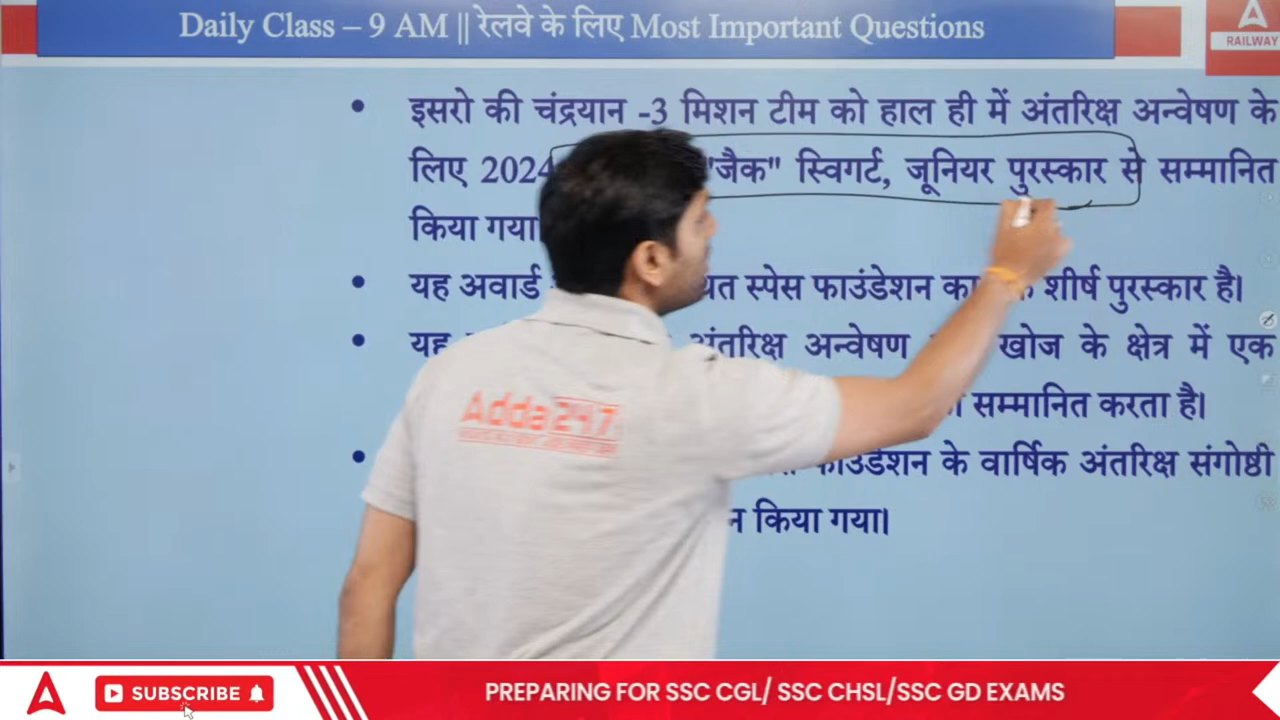 Daily Class – 9 AM || रेलवे के लिए Most Important Questions
RAILWAY
इसरो की चंद्रयान -3 मिशन टीम को हाल ही में अंतरिक्ष अन्वेषण के
लिए 2024 "जैक" स्विगर्ट, जूनियर पुरस्कार से सम्मानित
किया गया
यह अवार्ड स्पेस फाउंडेशन का शीर्ष पुरस्कार है।
यह अंतरिक्ष अन्वेषण खोज के क्षेत्र में एक
सम्मानित करता है।
फाउंडेशन के वार्षिक अंतरिक्ष संगोष्ठी
किया गया।
Adda247
SUBSCRIBE
PREPARING FOR SSC CGL/ SSC CHSL/SSC GD EXAMS